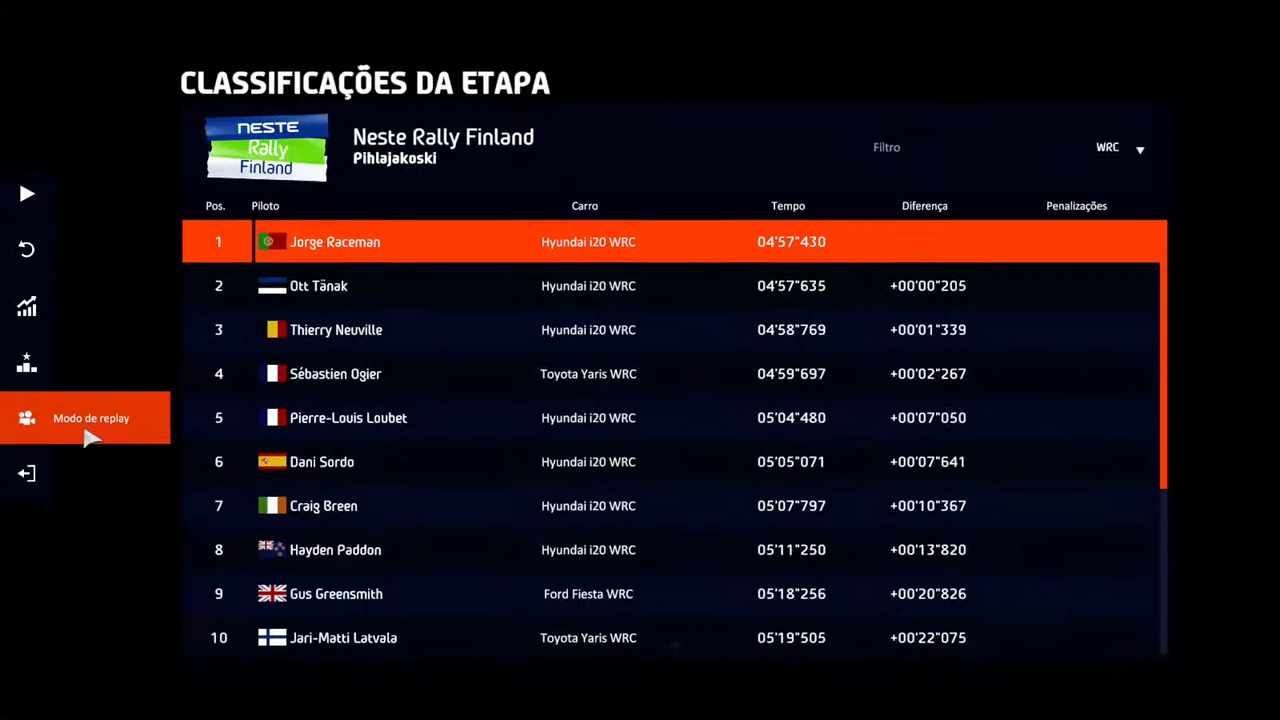 CLASSIFICAÇÕES DA ETAPA
NESTE
Rally
Finland
Neste Rally Finland
Pihlajakoski
Filtro WRC
Pos. Piloto Carro Tempo Diferença Penalizações
1 Jorge Raceman Hyundai i20 WRC 04'57"430
2 Ott Tänak Hyundai i20 WRC 04'57"635 +00'00"205
3 Thierry Neuville Hyundai i20 WRC 04'58"769 +00'01"339
4 Sébastien Ogier Toyota Yaris WRC 04'59"697 +00'02"267
5 Pierre-Louis Loubet Hyundai i20 WRC 05'04"480 +00'07"050
6 Dani Sordo Hyundai i20 WRC 05'05"071 +00'07"641
7 Craig Breen Hyundai i20 WRC 05'07"797 +00'10"367
8 Hayden Paddon Hyundai i20 WRC 05'11"250 +00'13"820
9 Gus Greensmith Ford Fiesta WRC 05'18"256 +00'20"826
10 Jari-Matti Latvala Toyota Yaris WRC 05'19"505 +00'22"075
Modo de replay